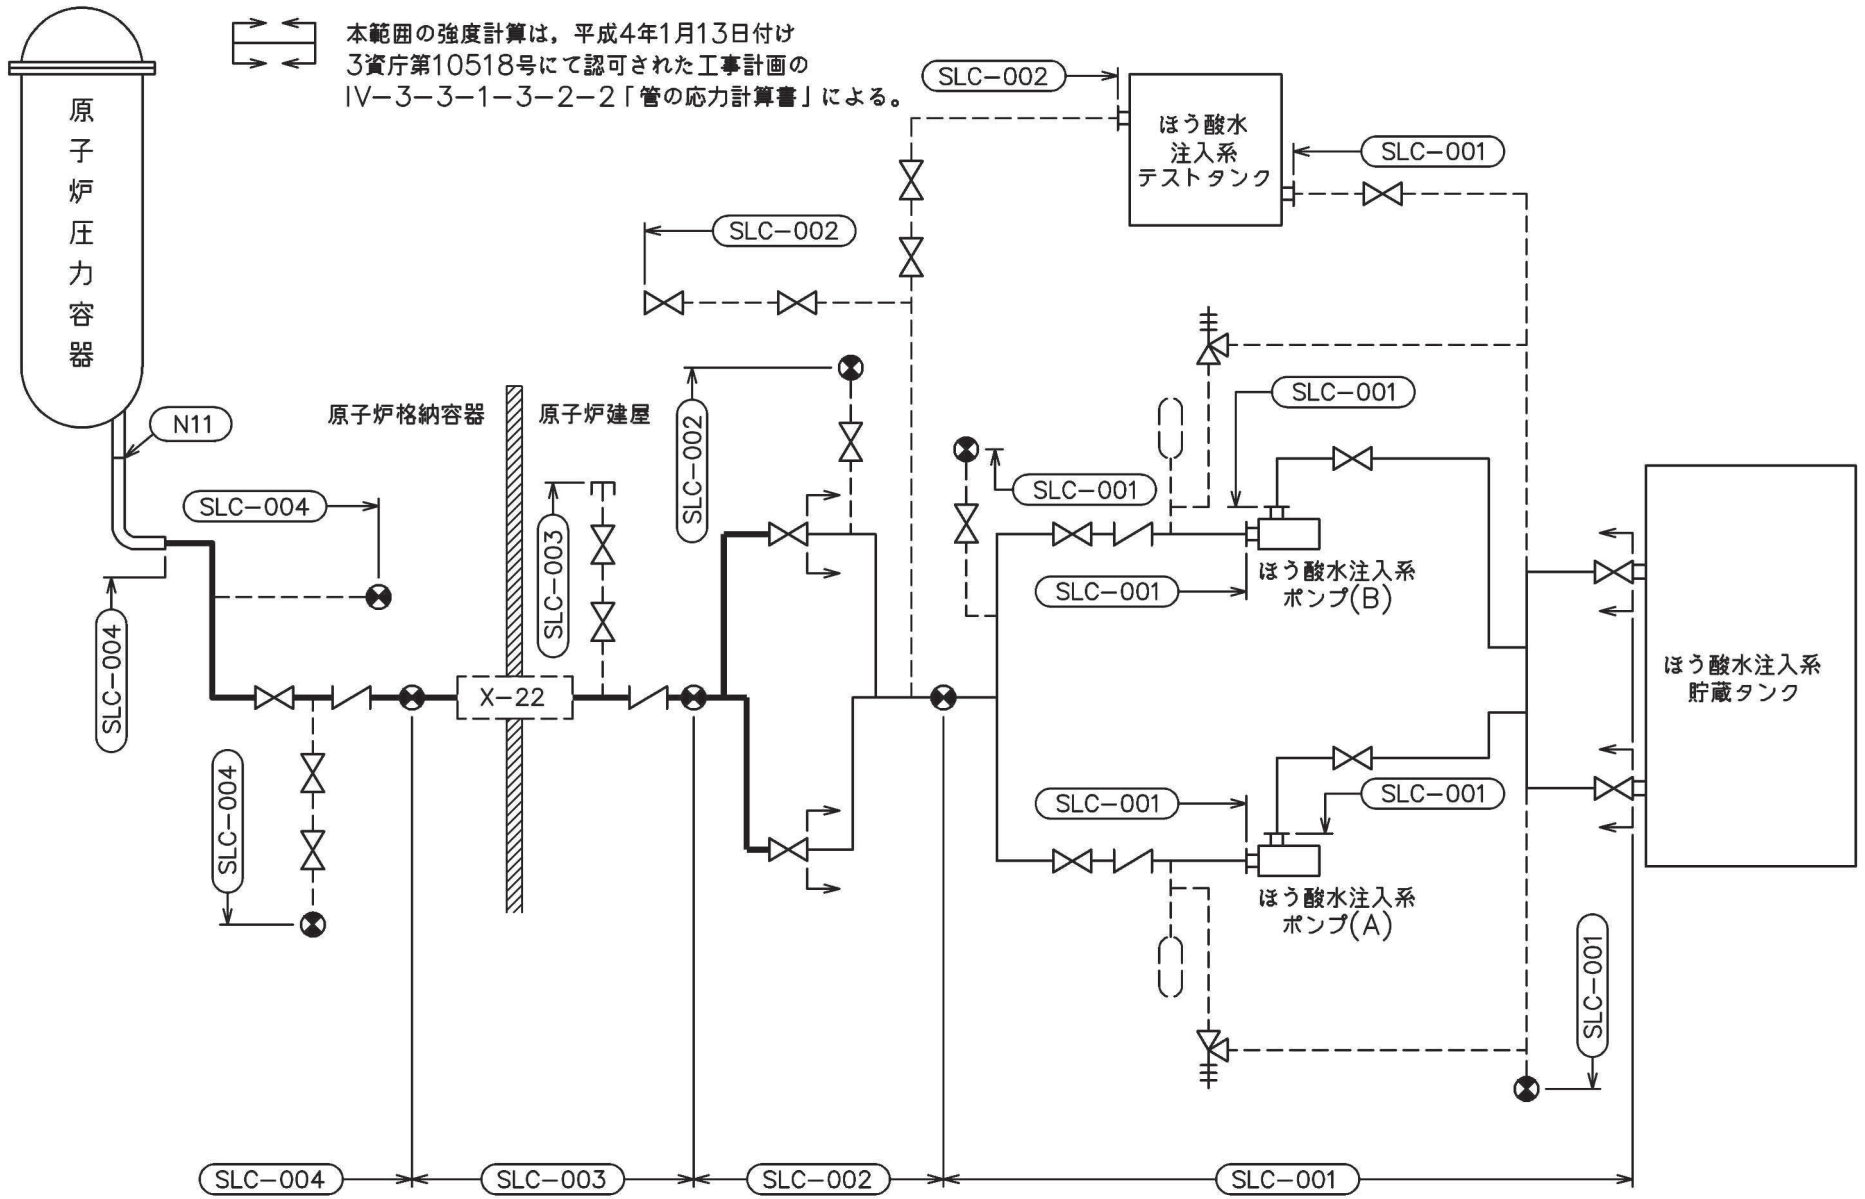 本範囲の強度計算は，平成4年1月13日付け
3資庁第10518号にて認可された工事計画の
IV－3－3－1－3－2－2「管の応力計算書」による。
原子炉圧力容器
N11
SLC－004
SLC－004
SLC－004
原子炉格納容器
原子炉建屋
X－22
SLC－003
SLC－002
SLC－002
SLC－002
ほう酸水
注入系
テストタンク
SLC－001
SLC－001
SLC－001
SLC－001
ほう酸水注入系
ポンプ(B)
SLC－001
SLC－001
ほう酸水注入系
ポンプ(A)
ほう酸水注入系
貯蔵タンク
SLC－001
SLC－004
SLC－003
SLC－002
SLC－001